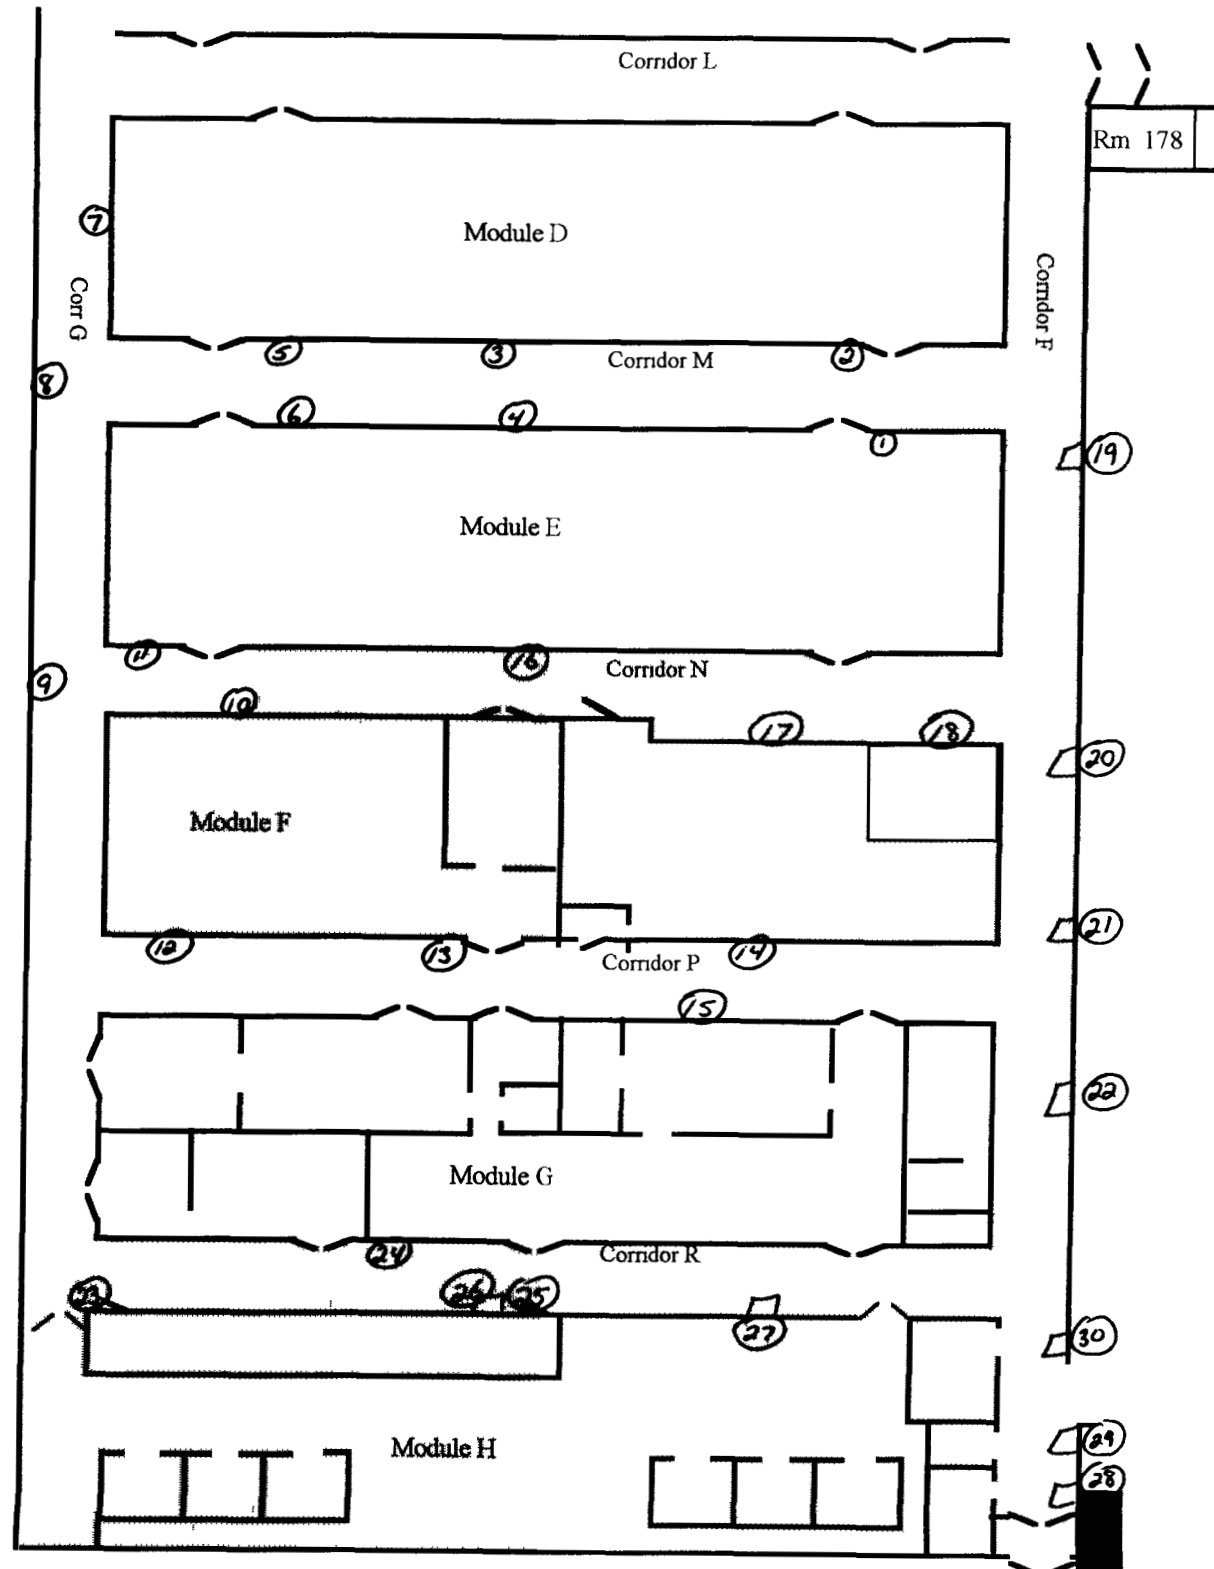 Corridor L
Rm 178
7
Module D
Corr G
Corridor F
5
3
Corridor M
2
8
6
4
1
19
Module E
11
16
Corridor N
9
10
17
18
20
Module F
12
13
14
21
Corridor P
15
22
Module G
24
Corridor R
23
26
25
27
30
Module H
29
28